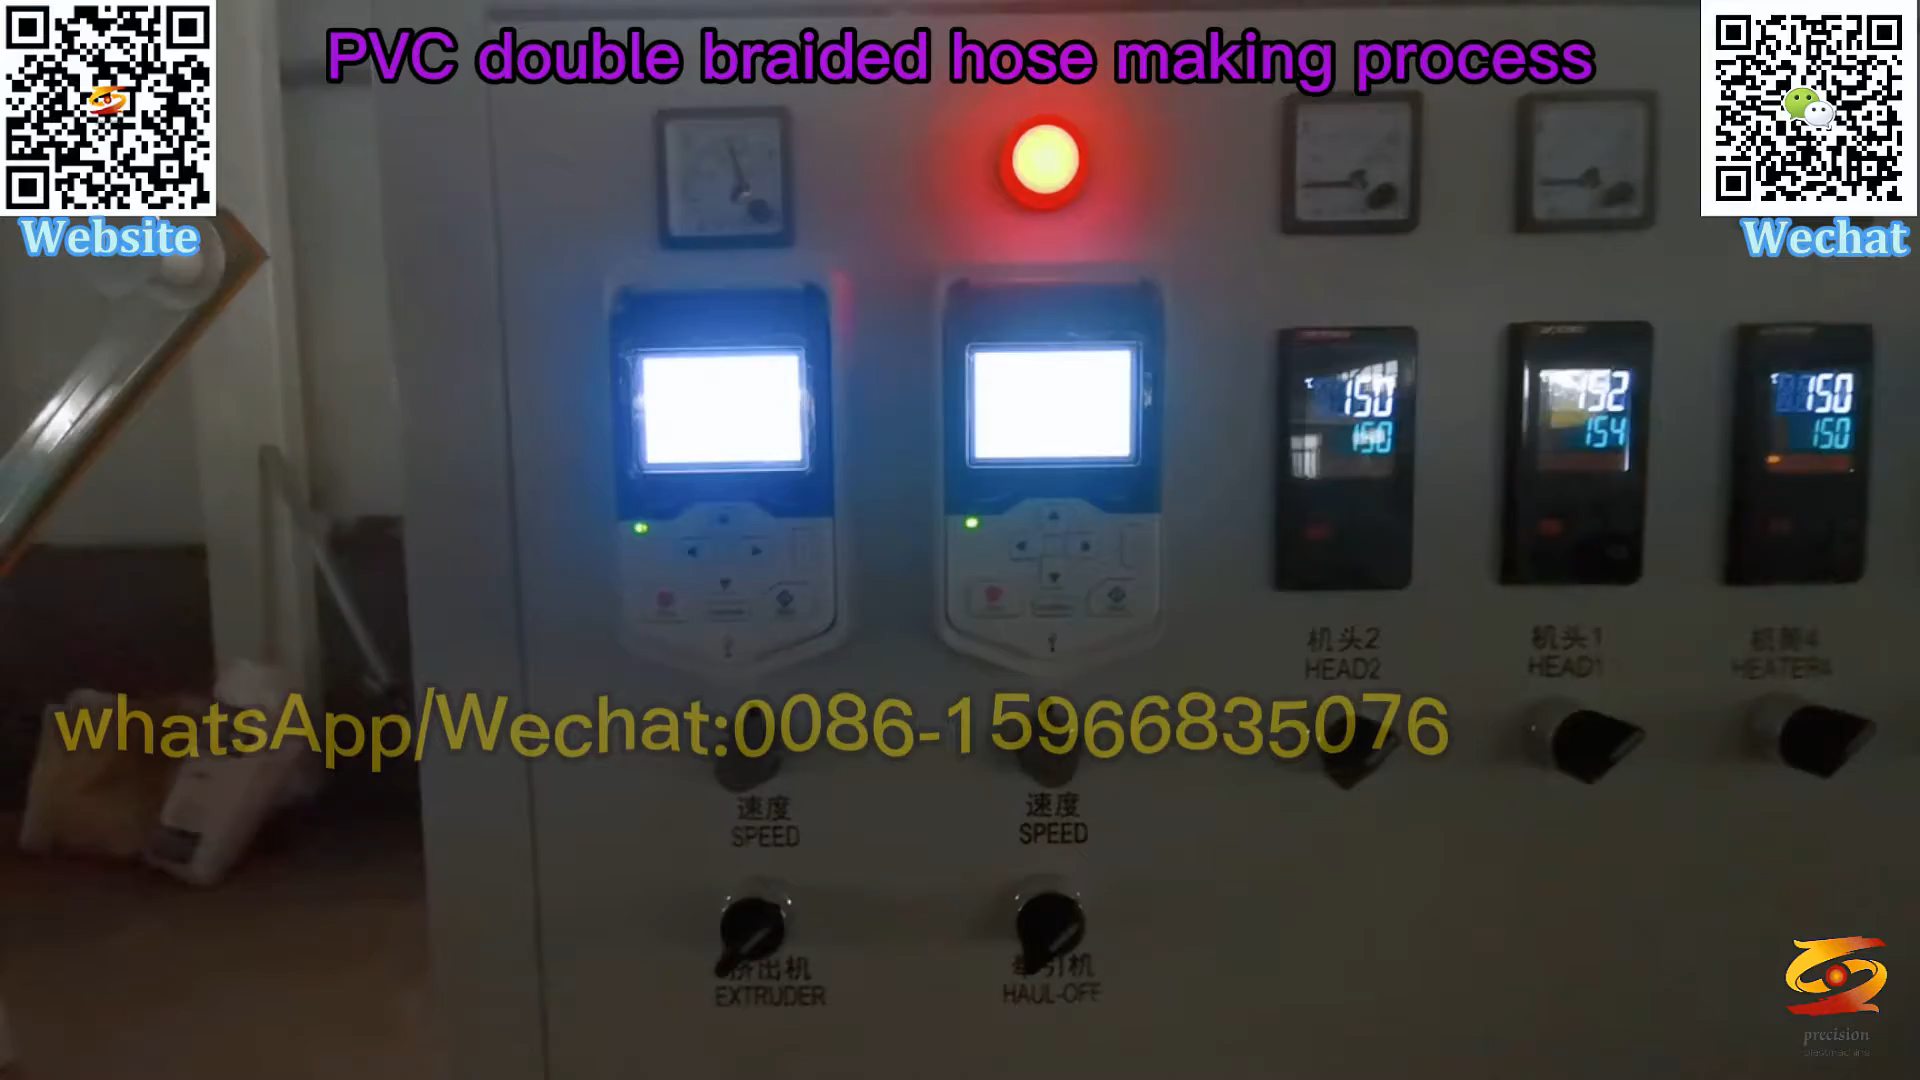 PVC double braided hose making process
Website
Wechat
150
150
152
154
150
150
机头2
HEAD2
机头1
HEAD1
机筒4
HEATER4
whatsApp/Wechat:0086-15966835076
速度
SPEED
速度
SPEED
挤出机
EXTRUDER
牵引机
HAUL-OFF
precision